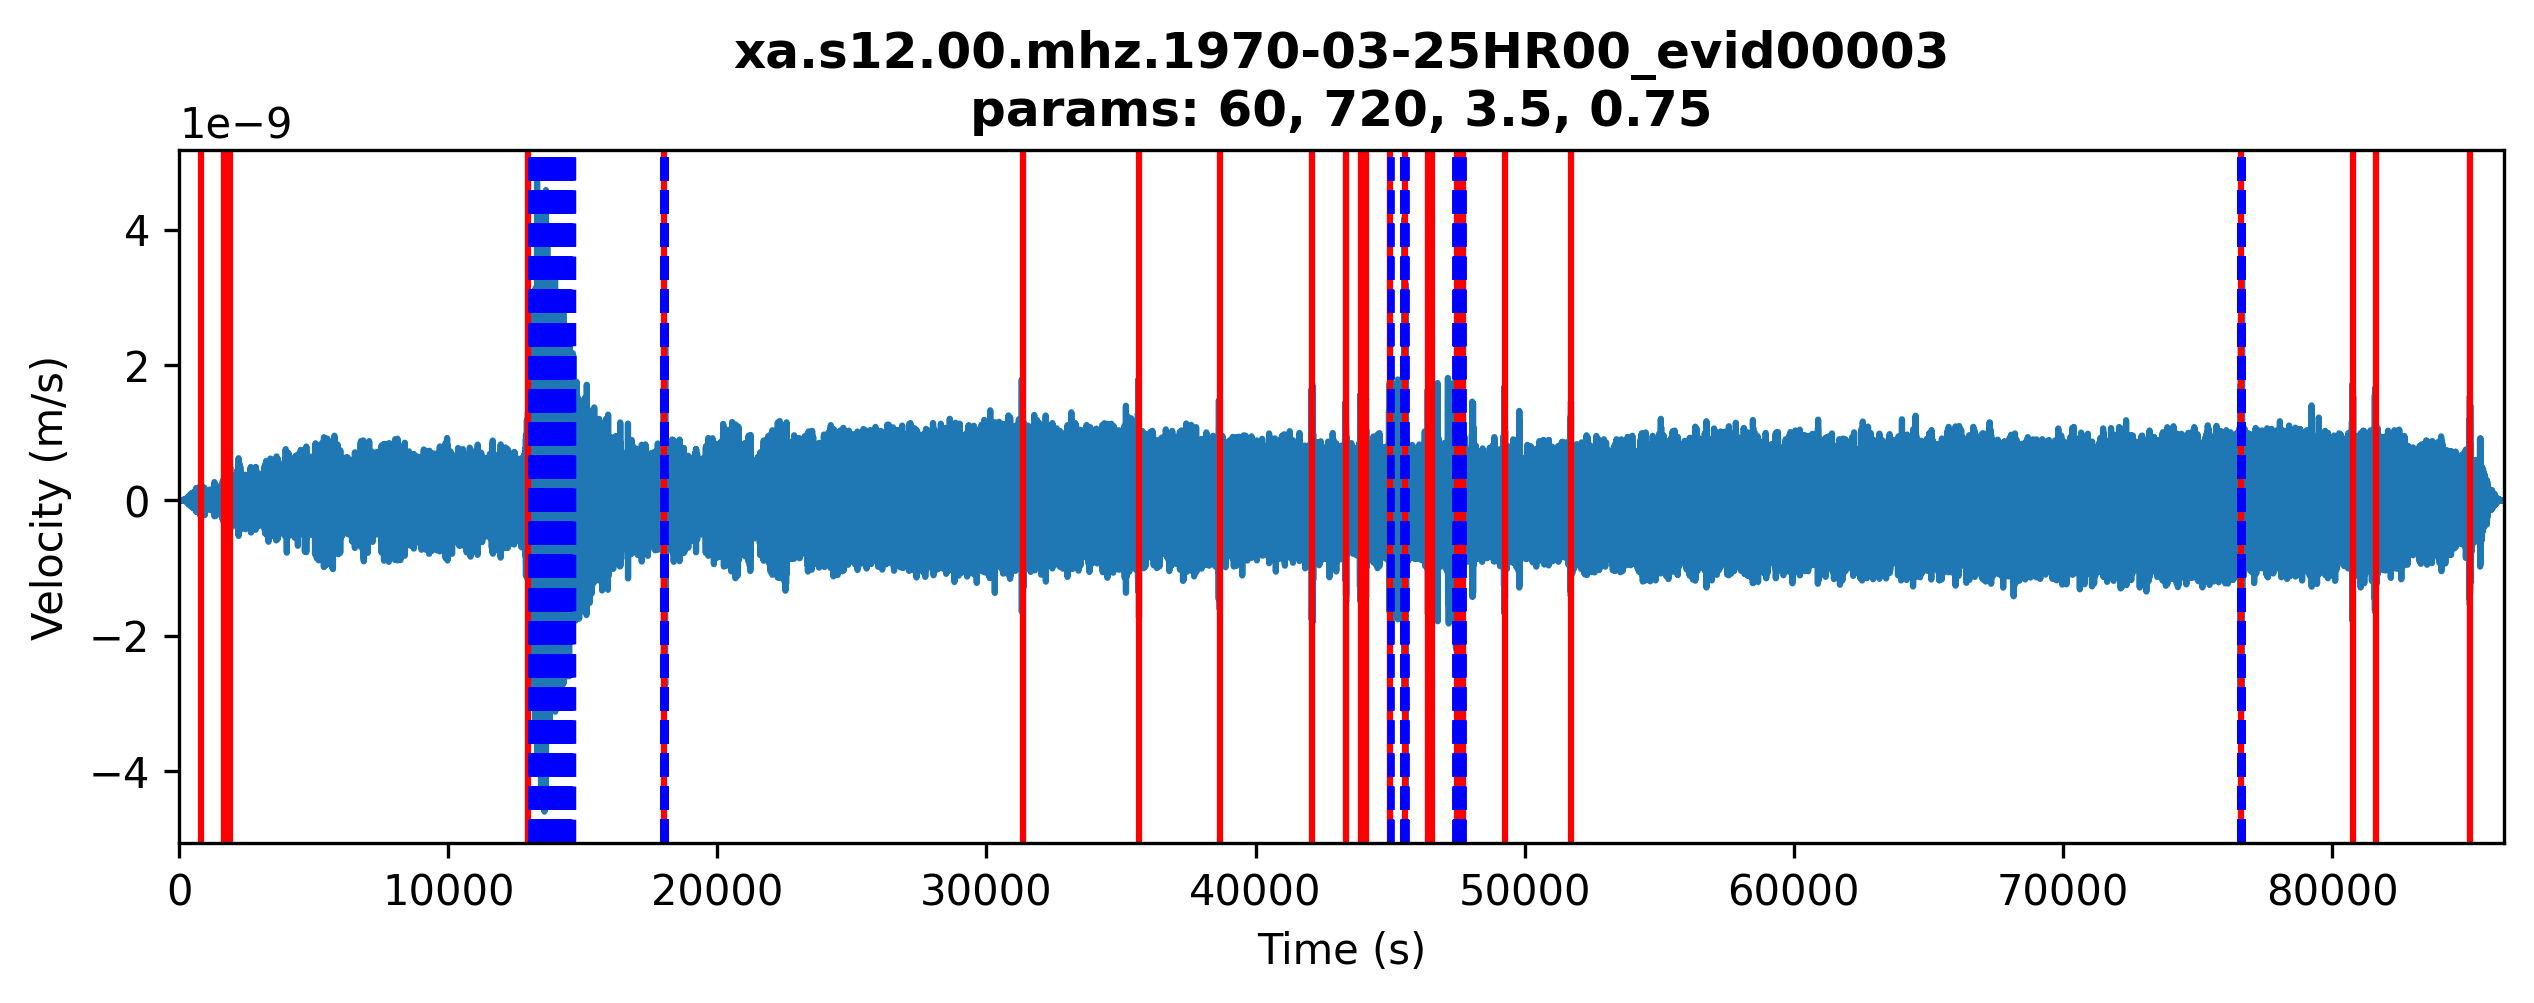 xa.s12.00.mhz.1970-03-25HR00_evid00003
params: 60, 720, 3.5, 0.75
1e−9
4
2
0
−2
−4
Velocity (m/s)
0 10000 20000 30000 40000 50000 60000 70000 80000
Time (s)